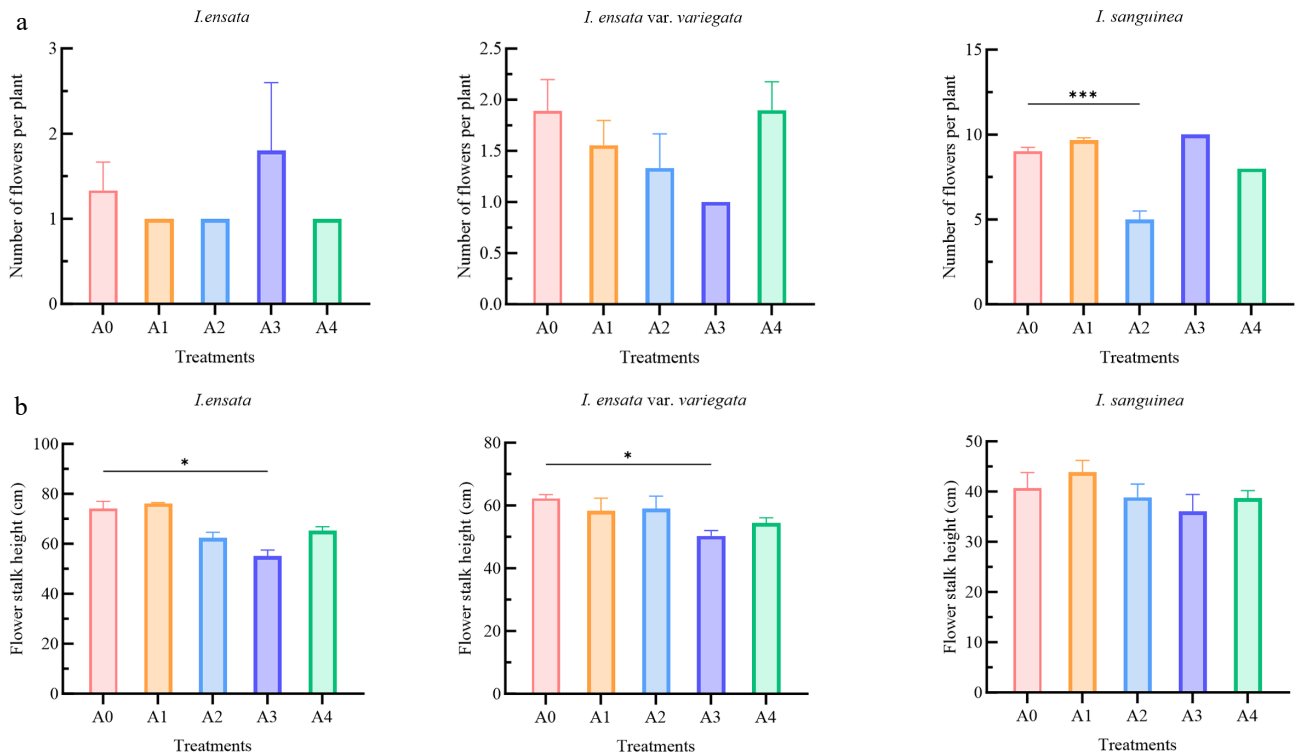 a
I.ensata
Number of flowers per plant
3
2
1
0
A0 A1 A2 A3 A4
Treatments
I. ensata var. variegata
Number of flowers per plant
2.5
2.0
1.5
1.0
0.5
0.0
A0 A1 A2 A3 A4
Treatments
I. sanguinea
Number of flowers per plant
15
10
5
0
***
A0 A1 A2 A3 A4
Treatments
b
I.ensata
Flower stalk height (cm)
100
80
60
40
20
0
*
A0 A1 A2 A3 A4
Treatments
I. ensata var. variegata
Flower stalk height (cm)
80
60
40
20
0
*
A0 A1 A2 A3 A4
Treatments
I. sanguinea
Flower stalk height (cm)
50
40
30
20
10
0
A0 A1 A2 A3 A4
Treatments